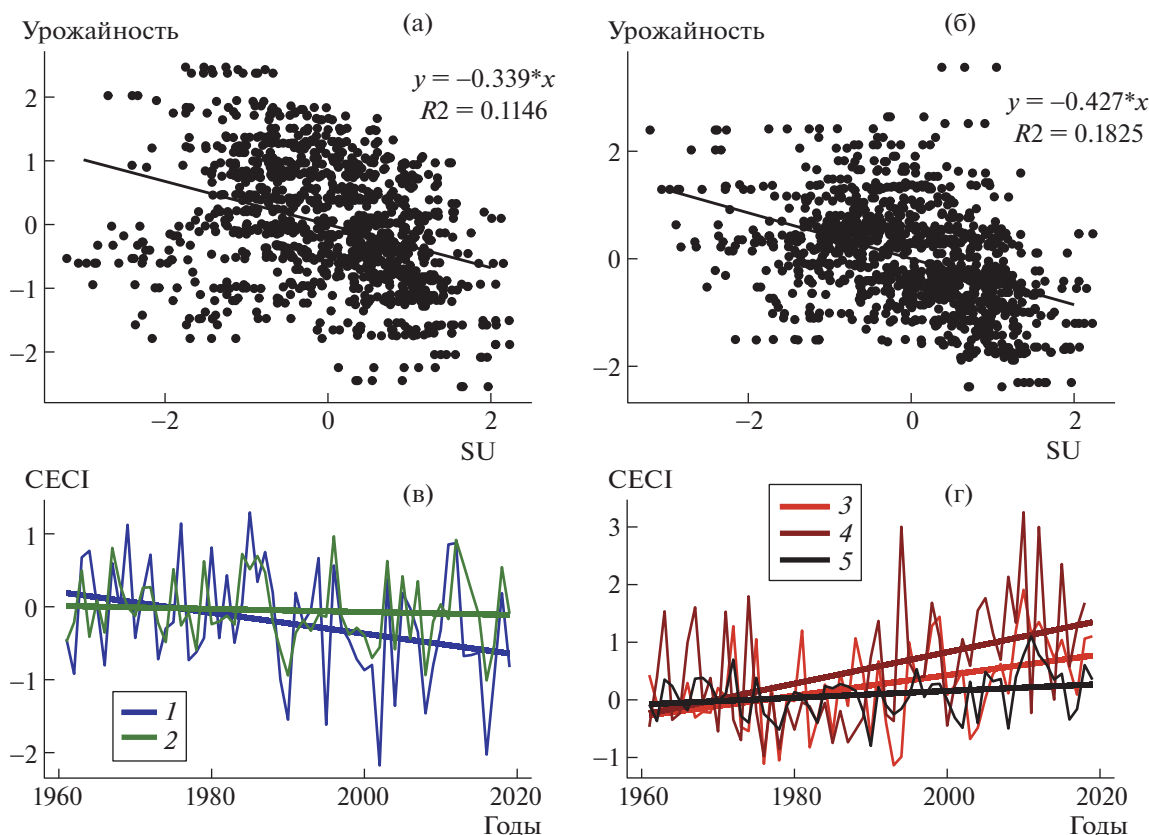 (а)
Урожайность
y = –0.339*x
R2 = 0.1146
2
1
0
–1
–2
–2
0
2
SU
(б)
Урожайность
y = –0.427*x
R2 = 0.1825
2
0
–2
–2
0
2
SU
CECI
(в)
1
0
–1
–2
1
2
1960
1980
2000
2020
Годы
CECI
(г)
3
4
5
3
2
1
0
–1
1960
1980
2000
2020
Годы